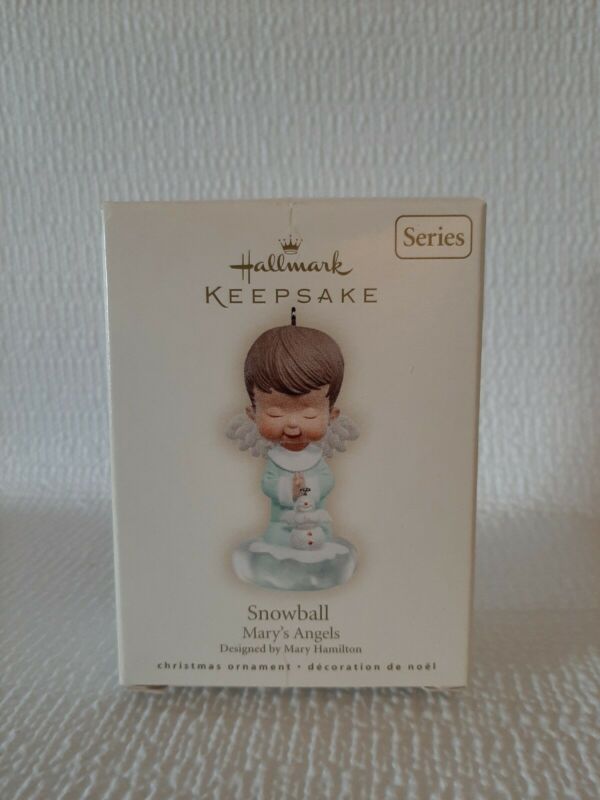 Series
Hallmark
KEEPSAKE
Snowball
Mary's Angels
Designed by Mary Hamilton
christmas ornament • décoration de noël